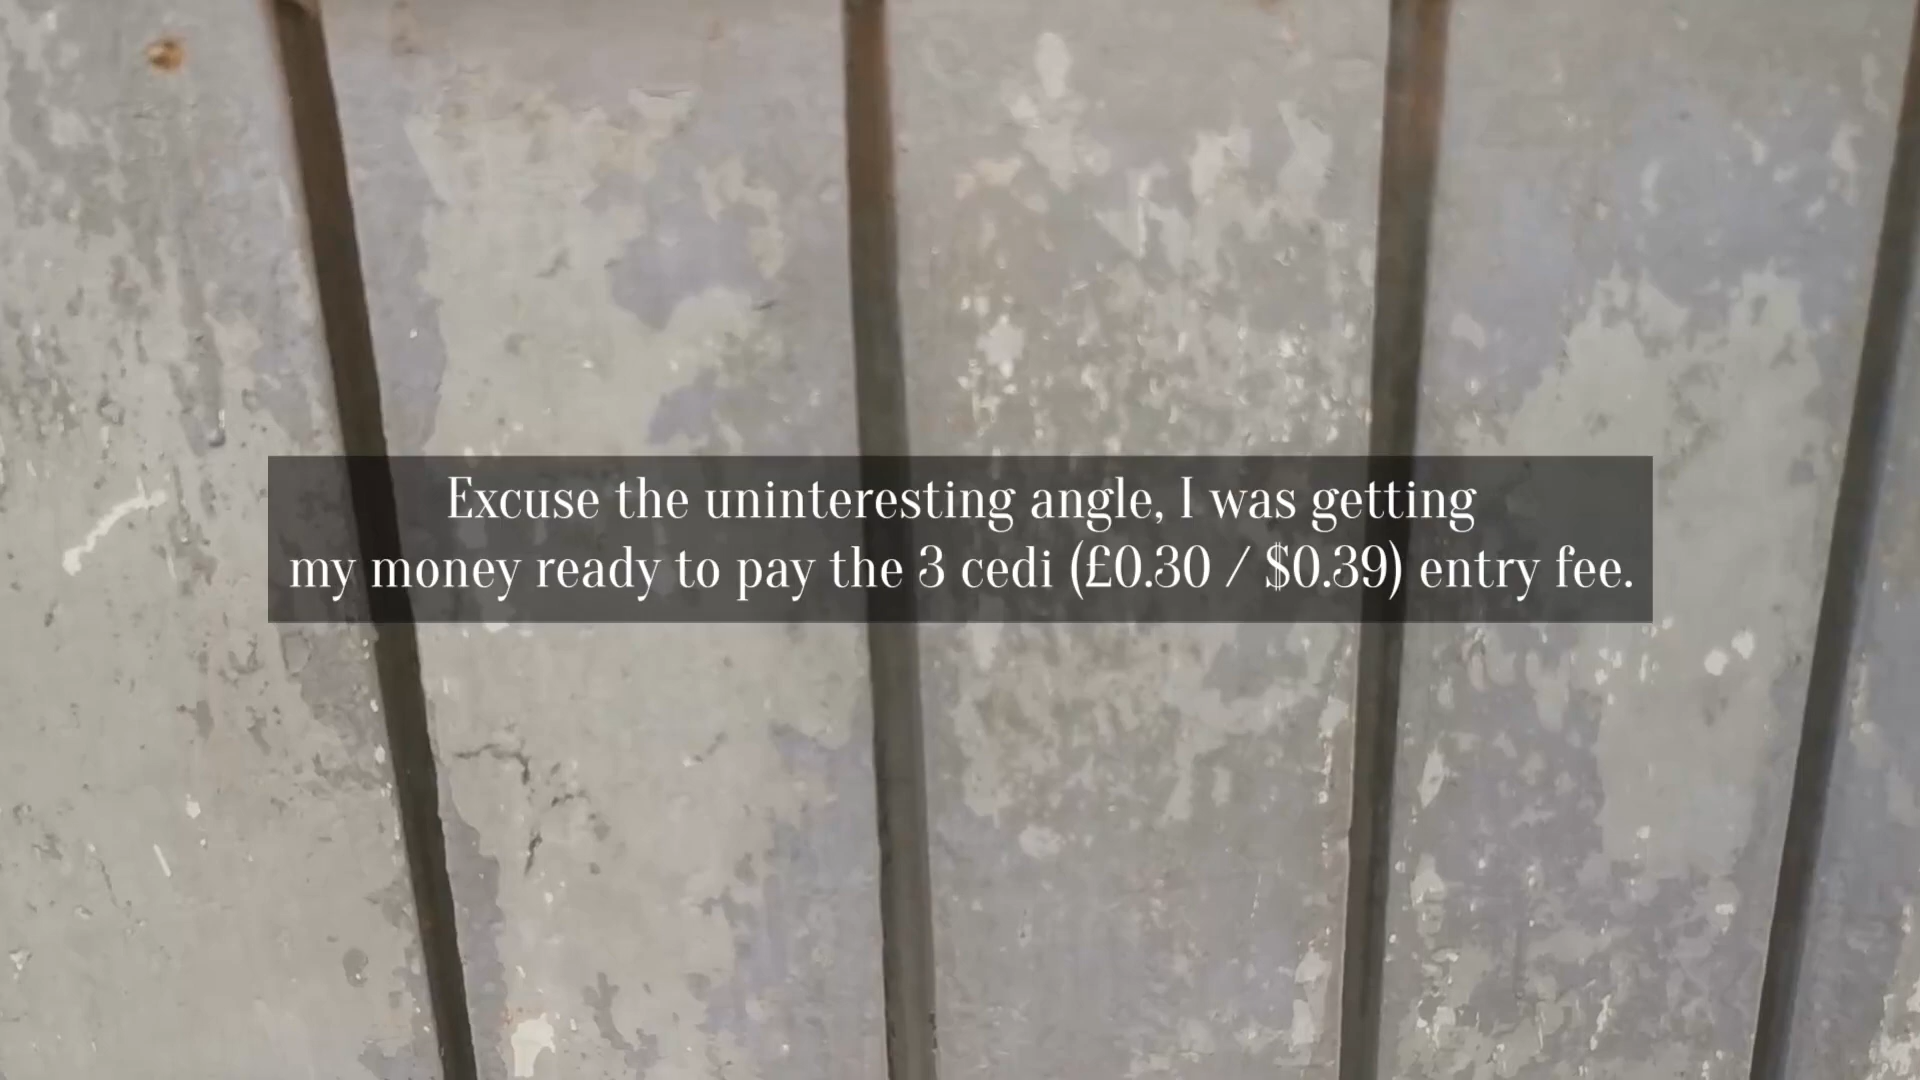 Excuse the uninteresting angle, I was getting
my money ready to pay the 3 cedi (£0.30 / $0.39) entry fee.